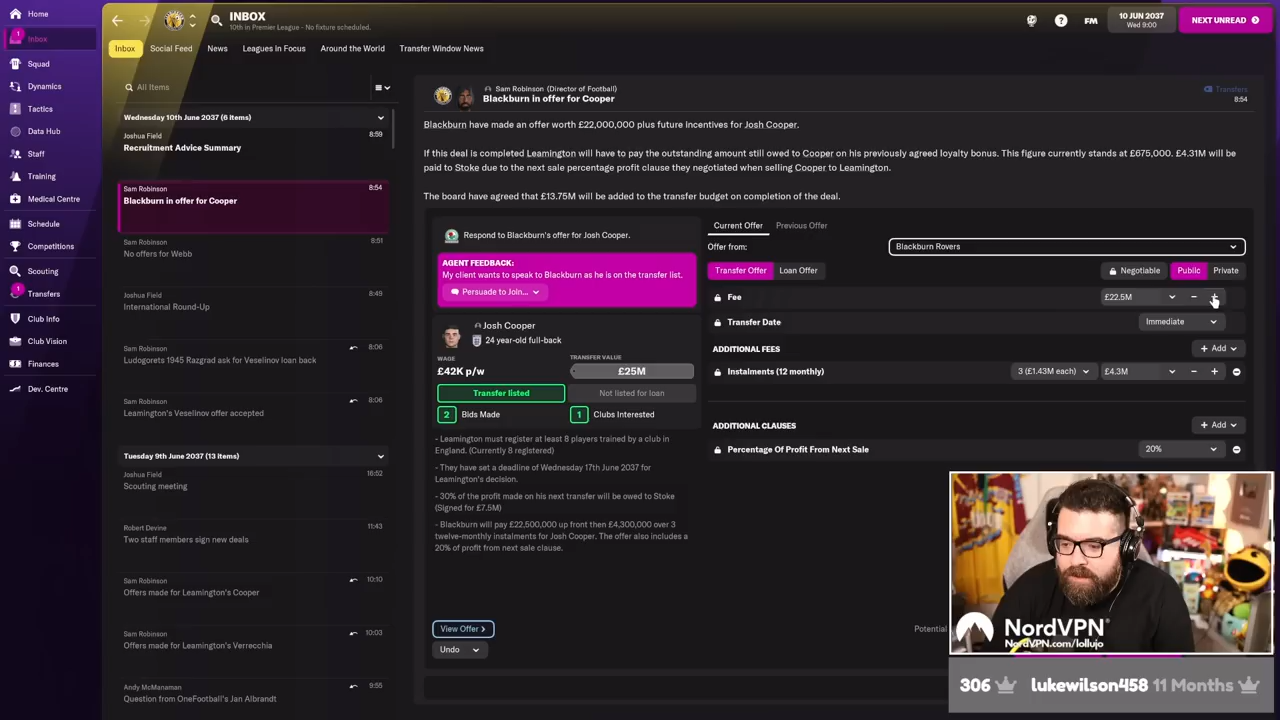 Home
1
Inbox
Squad
Dynamics
Tactics
Data Hub
Staff
Training
Medical Centre
Schedule
Competitions
Scouting
1
Transfers
Club Info
Club Vision
Finances
Dev. Centre
INBOX
10th in Premier League - No fixture scheduled.
FM
10 JUN 2037
Wed 9:00
NEXT UNREAD
Inbox
Social Feed
News
Leagues in Focus
Around the World
Transfer Window News
All Items
Wednesday 10th June 2037 (6 items)
Joshua Field
8:59
Recruitment Advice Summary
Sam Robinson
8:54
Blackburn in offer for Cooper
Sam Robinson
8:51
No offers for Webb
Joshua Field
8:49
International Round-Up
Sam Robinson
8:06
Ludogorets 1945 Razgrad ask for Veselinov loan back
Sam Robinson
8:06
Leamington's Veselinov offer accepted
Tuesday 9th June 2037 (13 items)
Joshua Field
16:52
Scouting meeting
Robert Devine
11:43
Two staff members sign new deals
Sam Robinson
10:10
Offers made for Leamington's Cooper
Sam Robinson
10:03
Offers made for Leamington's Verrecchia
Andy McManaman
9:55
Question from OneFootball's Jan Albrandt
Sam Robinson (Director of Football)
Blackburn in offer for Cooper
Transfers
8:54
Blackburn have made an offer worth £22,000,000 plus future incentives for Josh Cooper.
If this deal is completed Leamington will have to pay the outstanding amount still owed to Cooper on his previously agreed loyalty bonus. This figure currently stands at £675,000. £4.31M will be
paid to Stoke due to the next sale percentage profit clause they negotiated when selling Cooper to Leamington.
The board have agreed that £13.75M will be added to the transfer budget on completion of the deal.
Respond to Blackburn's offer for Josh Cooper.
AGENT FEEDBACK:
My client wants to speak to Blackburn as he is on the transfer list.
Persuade to Join...
Josh Cooper
24 year-old full-back
WAGE
TRANSFER VALUE
£42K p/w
£25M
Transfer listed
Not listed for loan
2
Bids Made
1
Clubs Interested
- Leamington must register at least 8 players trained by a club in
England. (Currently 8 registered)
- They have set a deadline of Wednesday 17th June 2037 for
Leamington's decision.
- 30% of the profit made on his next transfer will be owed to Stoke
(Signed for £7.5M)
- Blackburn will pay £22,500,000 up front then £4,300,000 over 3
twelve-monthly instalments for Josh Cooper. The offer also includes a
20% of profit from next sale clause.
View Offer
Undo
Current Offer
Previous Offer
Offer from:
Blackburn Rovers
Transfer Offer
Loan Offer
Negotiable
Public
Private
Fee
£22.5M
Transfer Date
Immediate
ADDITIONAL FEES
Add
Instalments (12 monthly)
3 (£1.43M each)
£4.3M
ADDITIONAL CLAUSES
Add
Percentage Of Profit From Next Sale
20%
Potential
NordVPN®
NordVPN.com/lollujo
306
lukewilson458
11 Months